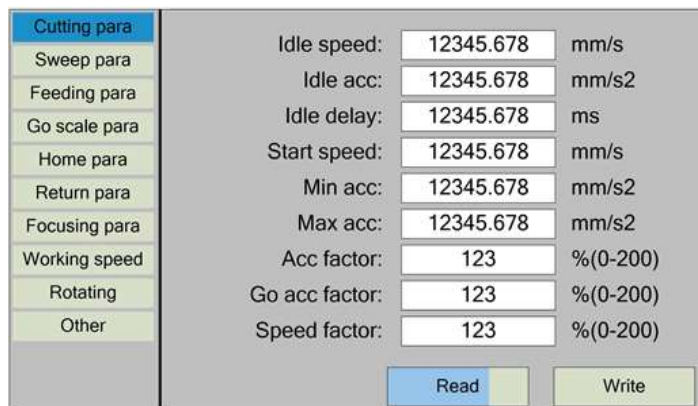 Cutting para
Sweep para
Feeding para
Go scale para
Home para
Return para
Focusing para
Working speed
Rotating
Other
Idle speed: 12345.678 mm/s
Idle acc: 12345.678 mm/s2
Idle delay: 12345.678 ms
Start speed: 12345.678 mm/s
Min acc: 12345.678 mm/s2
Max acc: 12345.678 mm/s2
Acc factor: 123 %(0-200)
Go acc factor: 123 %(0-200)
Speed factor: 123 %(0-200)
Read Write